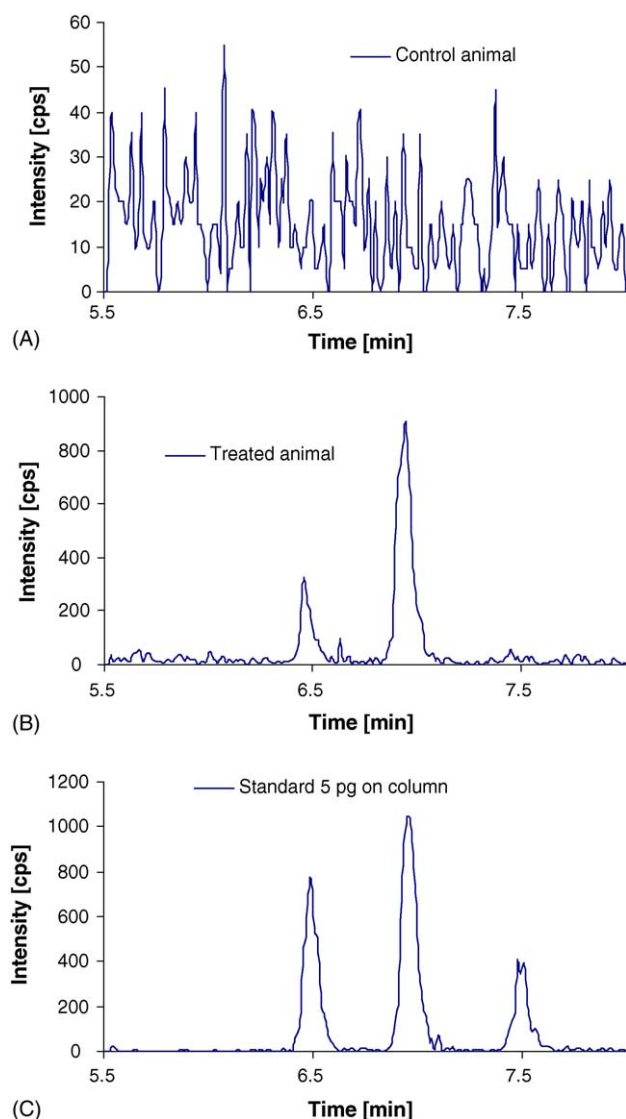 60
50
40
30
20
10
0
Intensity [cps]
Control animal
5.5 6.5 7.5
Time [min]
(A)
1000
800
600
400
200
0
Intensity [cps]
Treated animal
5.5 6.5 7.5
Time [min]
(B)
1200
1000
800
600
400
200
0
Intensity [cps]
Standard 5 pg on column
5.5 6.5 7.5
Time [min]
(C)